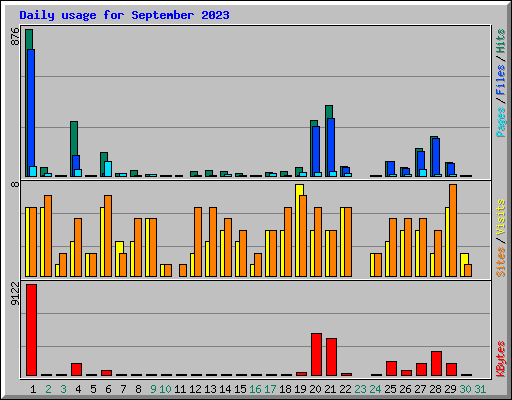 Daily usage for September 2023
876
Pages / Files / Hits
8
Sites / Visits
9122
KBytes
1 2 3 4 5 6 7 8 9 10 11 12 13 14 15 16 17 18 19 20 21 22 23 24 25 26 27 28 29 30 31